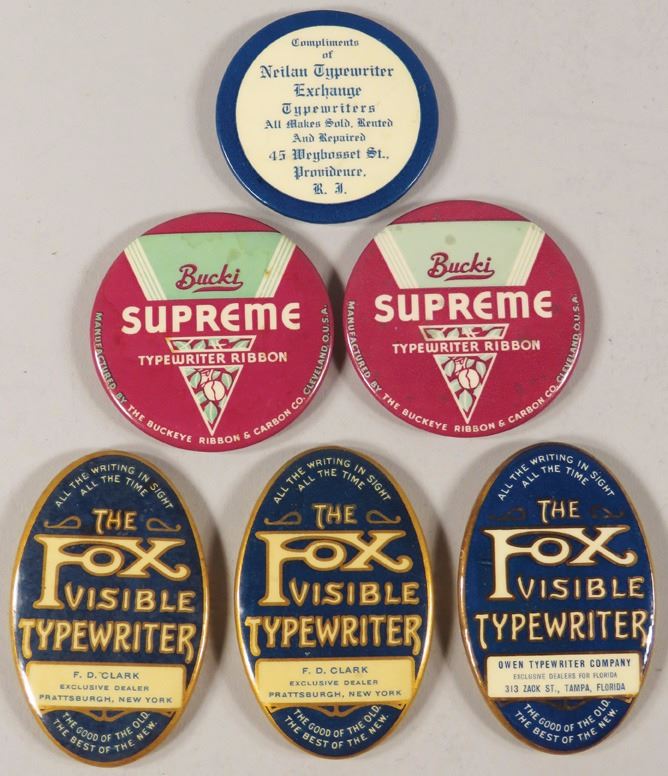 Compliments
of
Neilan Typewriter
Exchange
Typewriters
All Makes Sold, Rented
And Repaired
45 Weybosset St.,
Providence,
R. I.
Bucki
SUPREME
TYPEWRITER RIBBON
MANUFACTURED BY THE BUCKEYE RIBBON & CARBON CO. CLEVELAND O.U.S.A.
Bucki
SUPREME
TYPEWRITER RIBBON
MANUFACTURED BY THE BUCKEYE RIBBON & CARBON CO. CLEVELAND O.U.S.A.
ALL THE WRITING IN SIGHT
ALL THE TIME
THE
FOX
VISIBLE
TYPEWRITER
F. D. CLARK
EXCLUSIVE DEALER
PRATTSBURGH, NEW YORK
THE GOOD OF THE OLD.
THE BEST OF THE NEW.
ALL THE WRITING IN SIGHT
ALL THE TIME
THE
FOX
VISIBLE
TYPEWRITER
F. D. CLARK
EXCLUSIVE DEALER
PRATTSBURGH, NEW YORK
THE GOOD OF THE OLD.
THE BEST OF THE NEW.
ALL THE WRITING IN SIGHT
ALL THE TIME
THE
FOX
VISIBLE
TYPEWRITER
OWEN TYPEWRITER COMPANY
EXCLUSIVE DEALERS FOR FLORIDA
313 ZACK ST., TAMPA, FLORIDA
THE GOOD OF THE OLD.
THE BEST OF THE NEW.